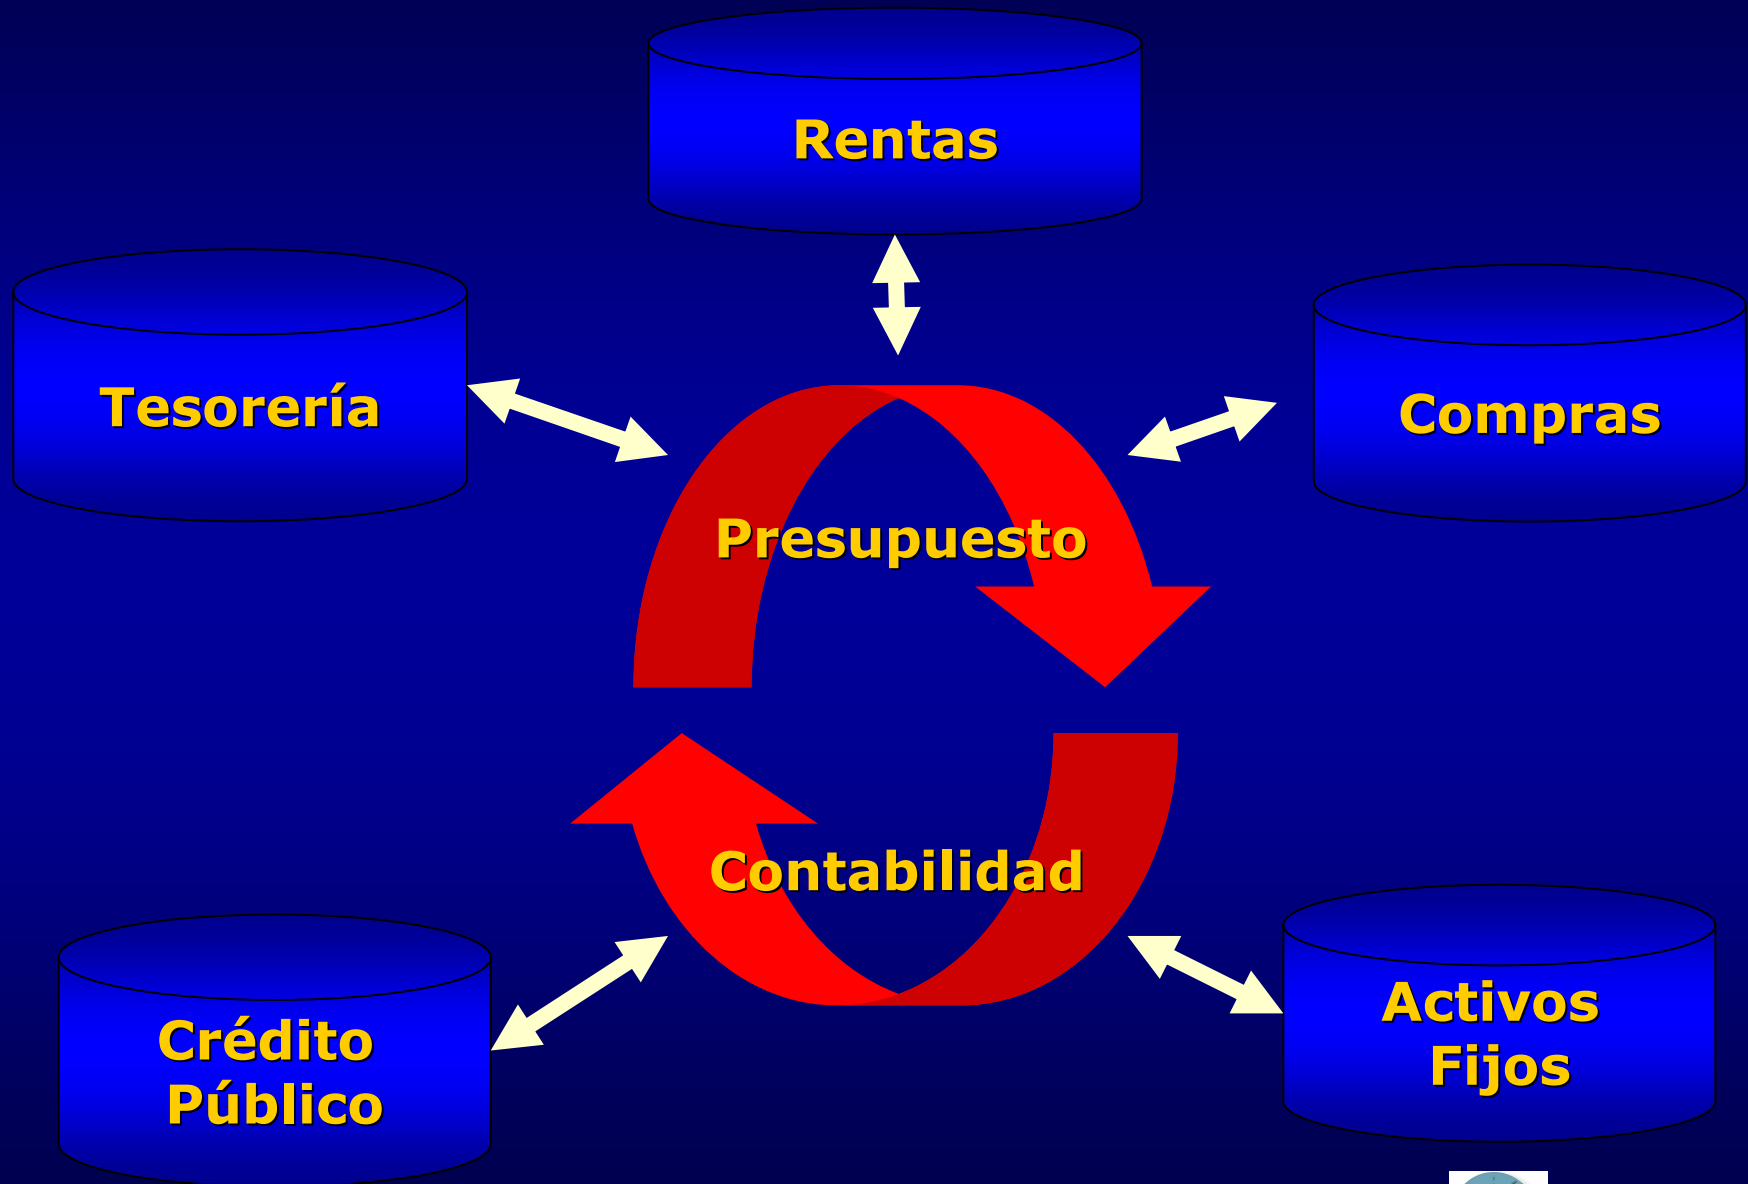 Rentas
Tesorería
Compras
Presupuesto
Contabilidad
Crédito
Público
Activos
Fijos